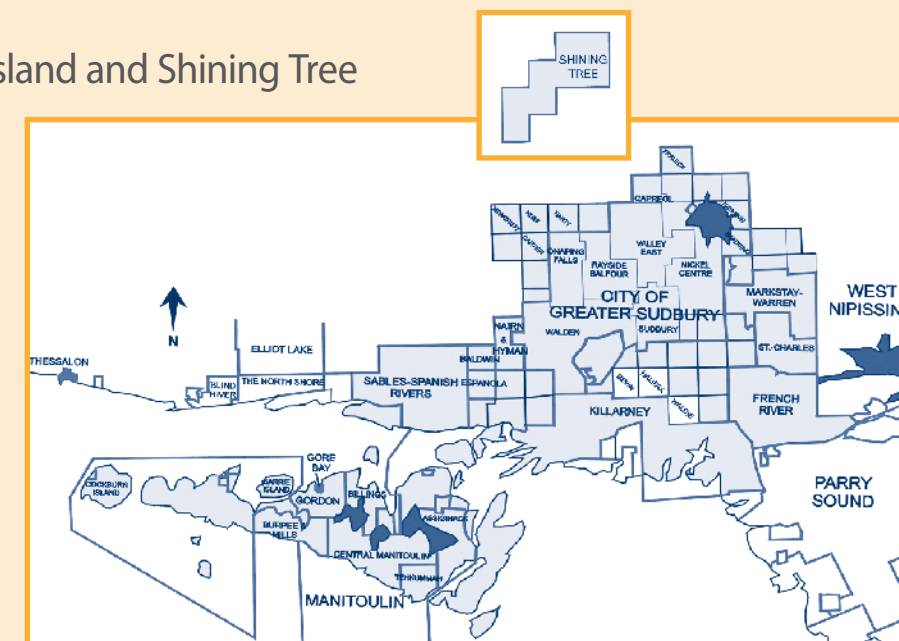 sland and Shining Tree
SHINING
TREE
CAPREOL
VALLEY
EAST
ONAPING
FALLS
RAYSIDE
BALFOUR
NICKEL
CENTRE
CITY OF
GREATER SUDBURY
WALDEN
SUDBURY
MARKSTAY-
WARREN
WEST
NIPISSIN
ST.-CHARLES
NAIRN
&
HYMAN
BALDWIN
N
ELLIOT LAKE
THESSALON
BLIND
RIVER
THE NORTH SHORE
SABLES-SPANISH
RIVERS
ESPANOLA
KILLARNEY
FRENCH
RIVER
PARRY
SOUND
GORE
BAY
COCKBURN
ISLAND
BARRIE
ISLAND
GORDON
BILLINGS
ASSIGINACK
BURPEE &
MILLS
CENTRAL MANITOULIN
TEHKUMMAH
MANITOULIN
CARTIER
HALIFAX